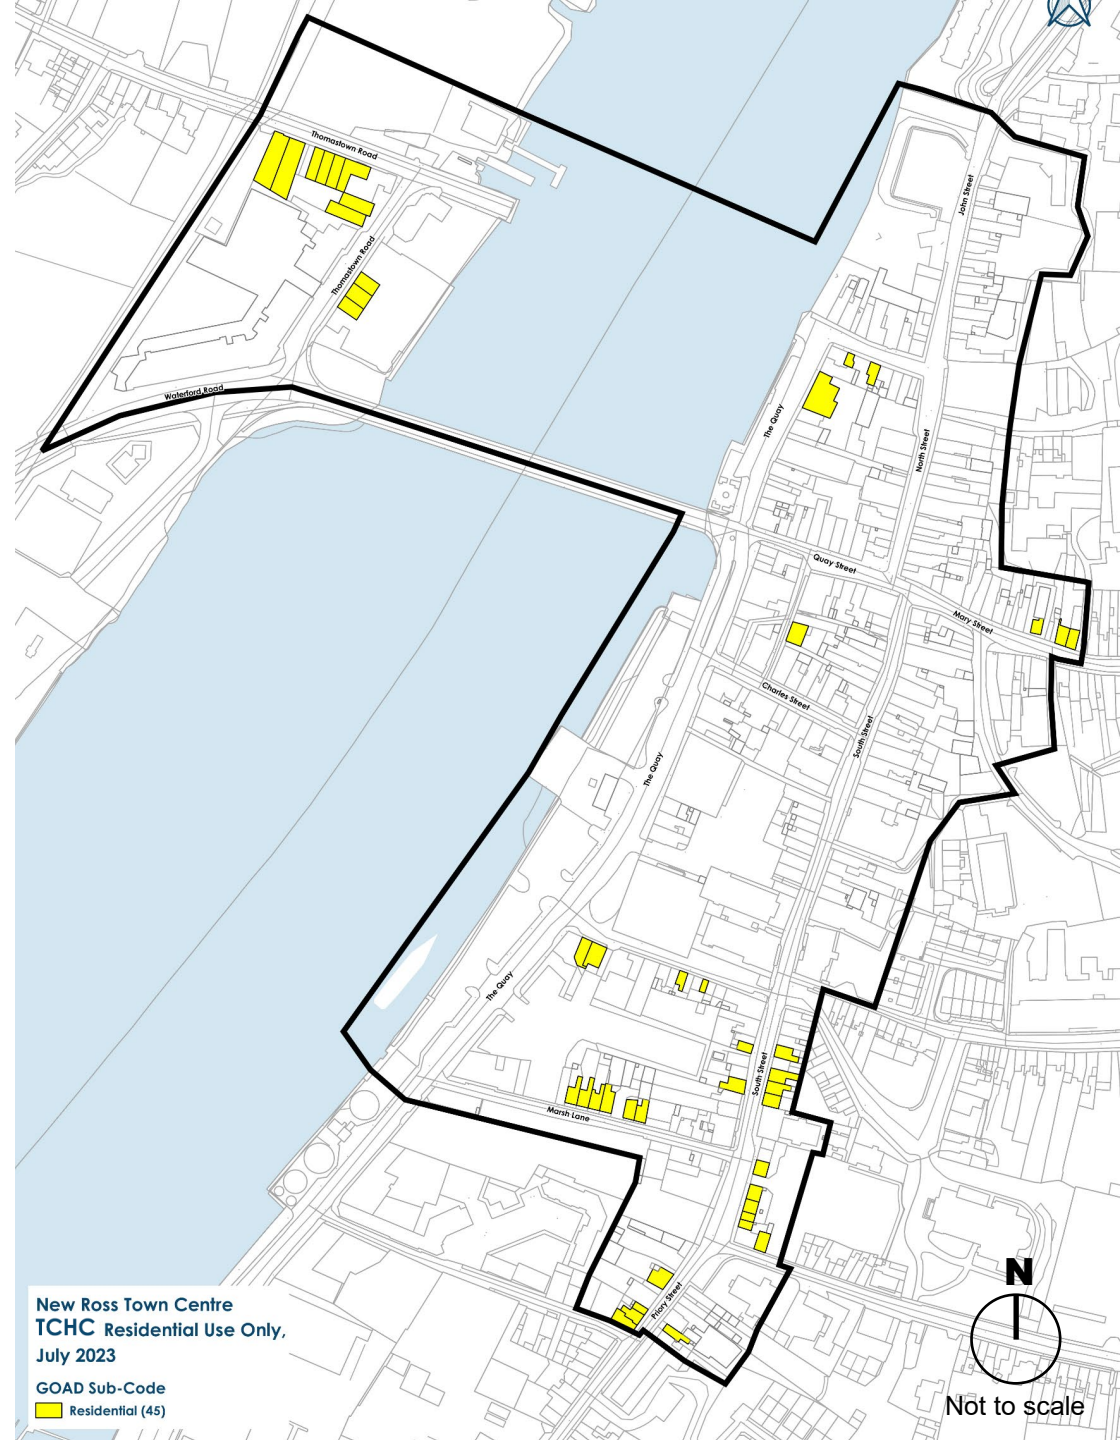 Thomastown Road
John Street
Thomastown Road
Waterford Road
The Quay
North Street
Quay Street
Mary Street
Charles Street
South Street
The Quay
The Quay
South Street
Marsh Lane
Priory Street
New Ross Town Centre
TCHC Residential Use Only,
July 2023
GOAD Sub-Code
Residential (45)
N
Not to scale